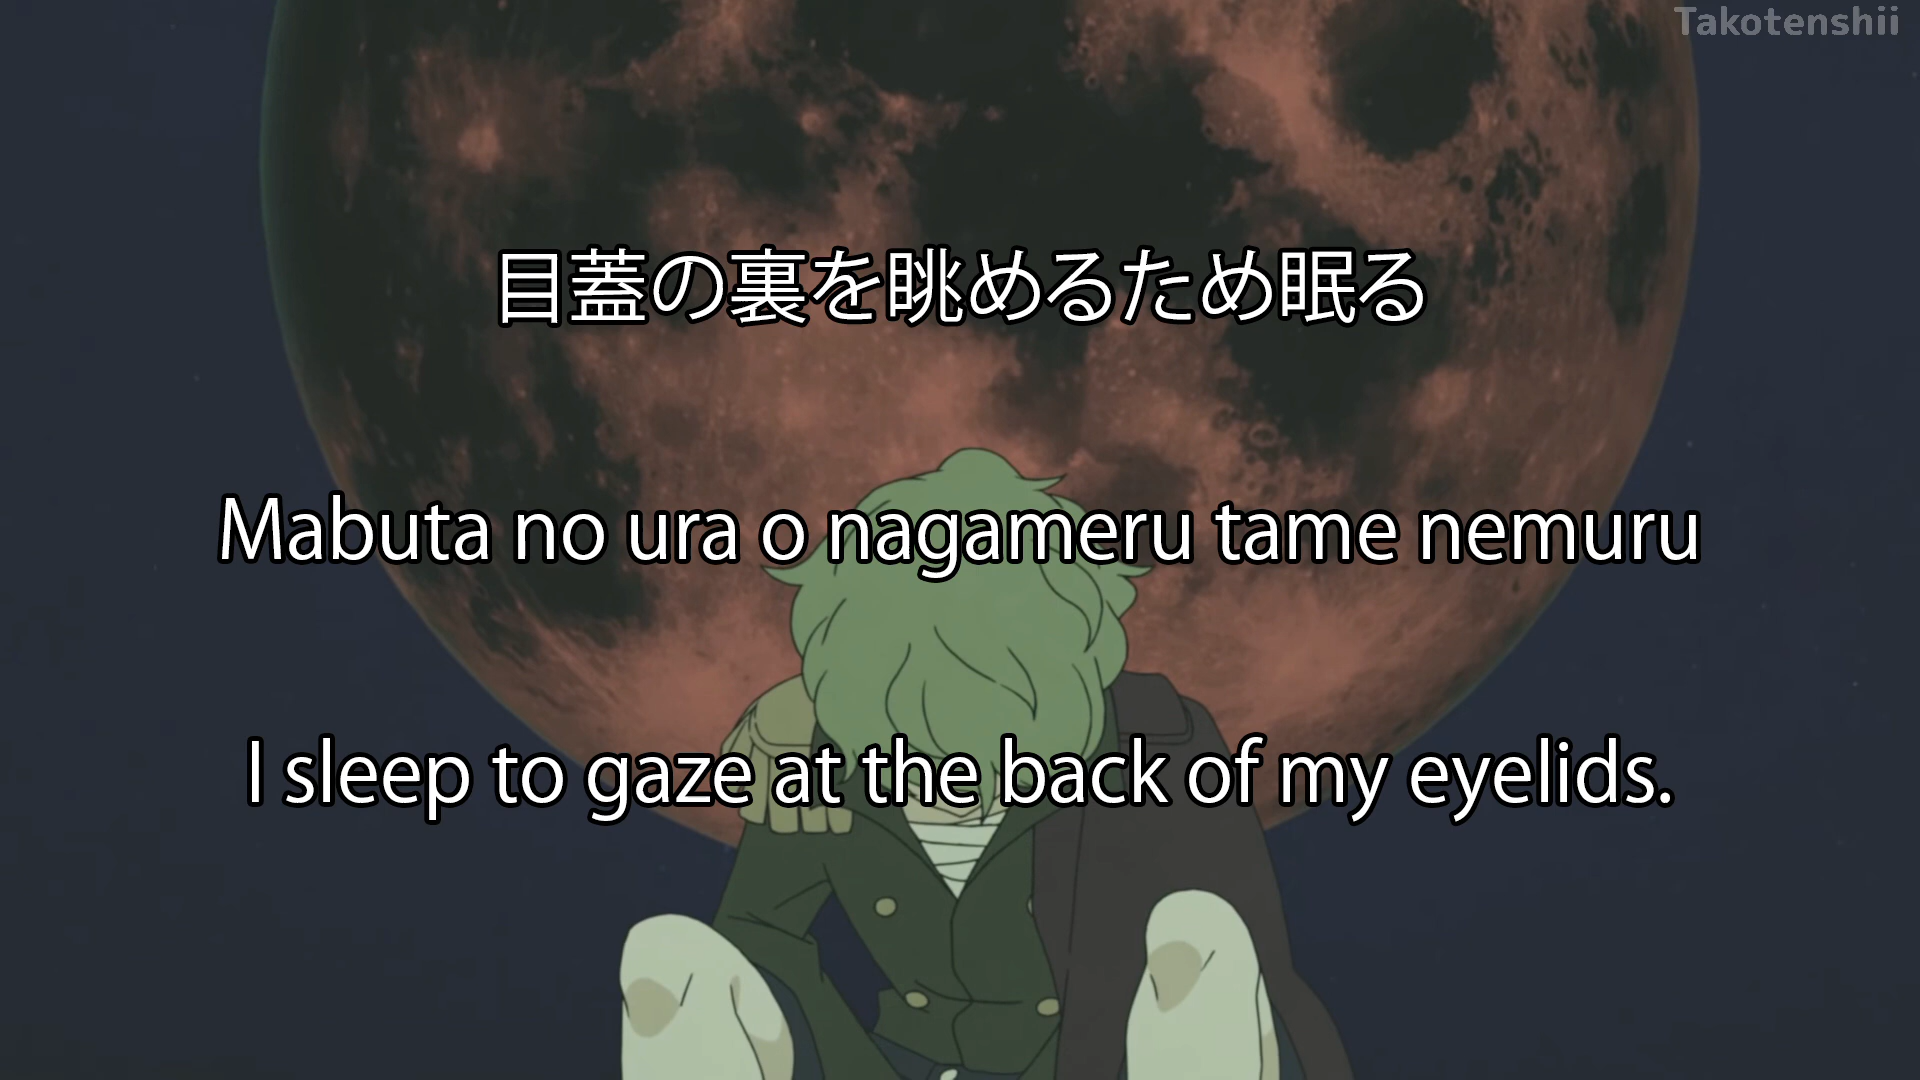 Takotenshii
目蓋の裏を眺めるため眠る
Mabuta no ura o nagameru tame nemuru
I sleep to gaze at the back of my eyelids.